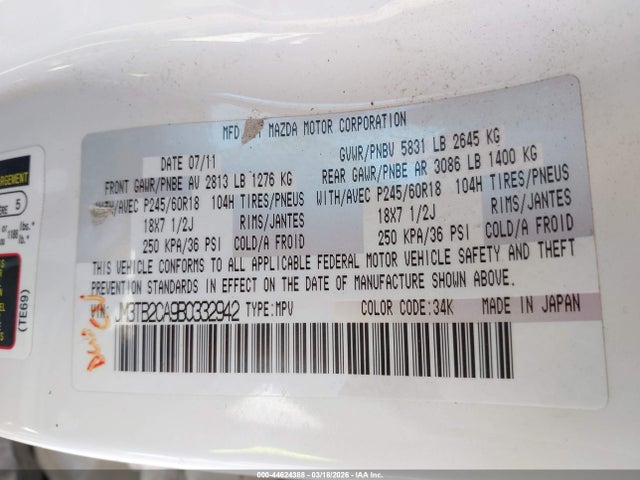 MFD BY MAZDA MOTOR CORPORATION
DATE 07/11 GVWR/PNBV 5831 LB 2645 KG
FRONT GAWR/PNBE AV 2813 LB 1276 KG REAR GAWR/PNBE AR 3086 LB 1400 KG
WITH/AVEC P245/60R18 104H TIRES/PNEUS WITH/AVEC P245/60R18 104H TIRES/PNEUS
18X7 1/2J RIMS/JANTES 18X7 1/2J RIMS/JANTES
250 KPA/36 PSI COLD/A FROID 250 KPA/36 PSI COLD/A FROID
THIS VEHICLE CONFORMS TO ALL APPLICABLE FEDERAL MOTOR VEHICLE SAFETY AND THEFT
PREVENTION STANDARDS IN EFFECT ON THE DATE OF MANUFACTURE SHOWN ABOVE.
VIN: JM3TB2CA9B0332942 TYPE:MPV COLOR CODE:34K MADE IN JAPAN
5
lbs.*
lb.*
(TE69)
000-44624388 - 03/18/2026 - IAA Inc.